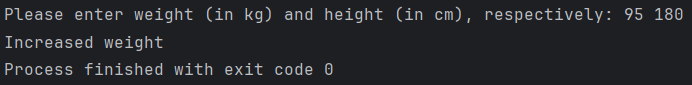 Please enter weight (in kg) and height (in cm), respectively: 95 180
Increased weight
Process finished with exit code 0